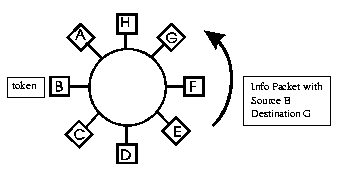 H
A
G
token
B
F
Info Packet with
Source B
Destination G
C
E
D